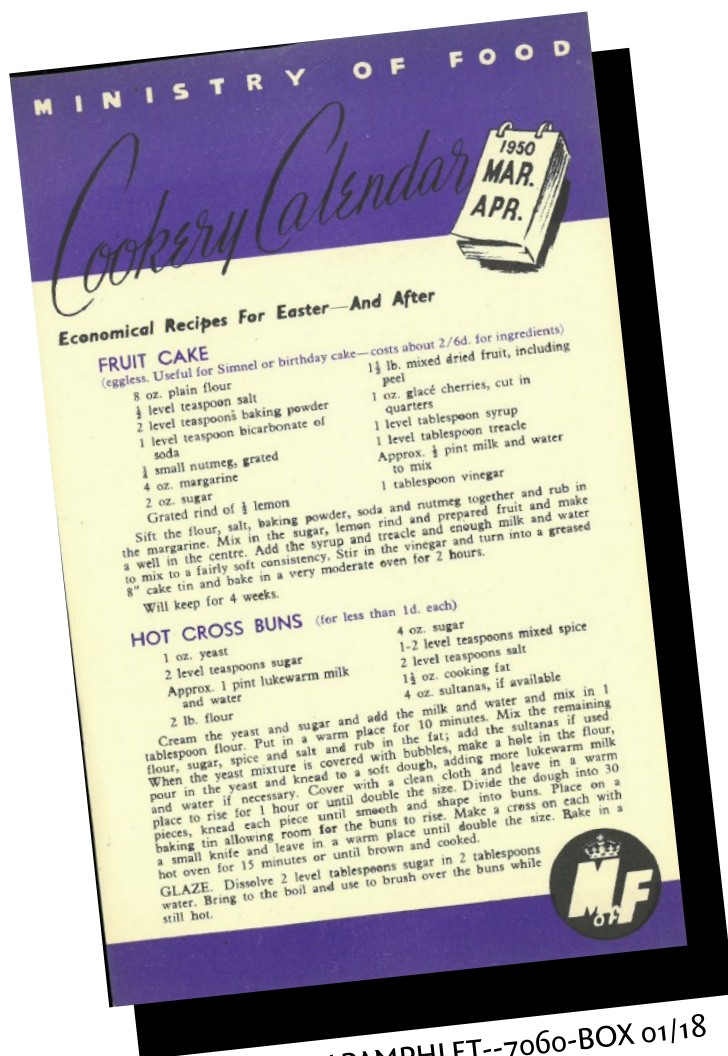 MINISTRY OF FOOD
Cookery Calendar
1950
MAR.
APR.
Economical Recipes For Easter—And After
FRUIT CAKE
(eggless. Useful for Simnel or birthday cake—costs about 2/6d. for ingredients)
8 oz. plain flour
½ level teaspoon salt
2 level teaspoons baking powder
1 level teaspoon bicarbonate of
soda
small nutmeg, grated
4 oz. margarine
2 oz. sugar
Grated rind of ½ lemon
1½ lb. mixed dried fruit, including
peel
1 oz. glacé cherries, cut in
quarters
1 level tablespoon syrup
1 level tablespoon treacle
Approx. ½ pint milk and water
to mix
1 tablespoon vinegar
Sift the flour, salt, baking powder, soda and nutmeg together and rub in
the margarine. Mix in the sugar, lemon rind and prepared fruit and make
a well in the centre. Add the syrup and treacle and enough milk and water
to mix to a fairly soft consistency. Stir in the vinegar and turn into a greased
8" cake tin and bake in a very moderate oven for 2 hours.
Will keep for 4 weeks.
HOT CROSS BUNS (for less than 1d. each)
1 oz. yeast
2 level teaspoons sugar
Approx. 1 pint lukewarm milk
and water
2 lb. flour
4 oz. sugar
1-2 level teaspoons mixed spice
2 level teaspoons salt
1½ oz. cooking fat
4 oz. sultanas, if available
Cream the yeast and sugar and add the milk and water and mix in 1
tablespoon flour. Put in a warm place for 10 minutes. Mix the remaining
flour, sugar, spice and salt and rub in the fat; add the sultanas if used.
When the yeast mixture is covered with bubbles, make a hole in the flour,
pour in the yeast and knead to a soft dough, adding more lukewarm milk
and water if necessary. Cover with a clean cloth and leave in a warm
place to rise for 1 hour or until double the size. Divide the dough into 30
pieces, knead each piece until smooth and shape into buns. Place on a
baking tin allowing room for the buns to rise. Make a cross on each with
a small knife and leave in a warm place until double the size. Bake in a
hot oven for 15 minutes or until brown and cooked.
GLAZE. Dissolve 2 level tablespoons sugar in 2 tablespoons
water. Bring to the boil and use to brush over the buns while
still hot.
M OF F
PAMPHLET--7060-BOX 01/18